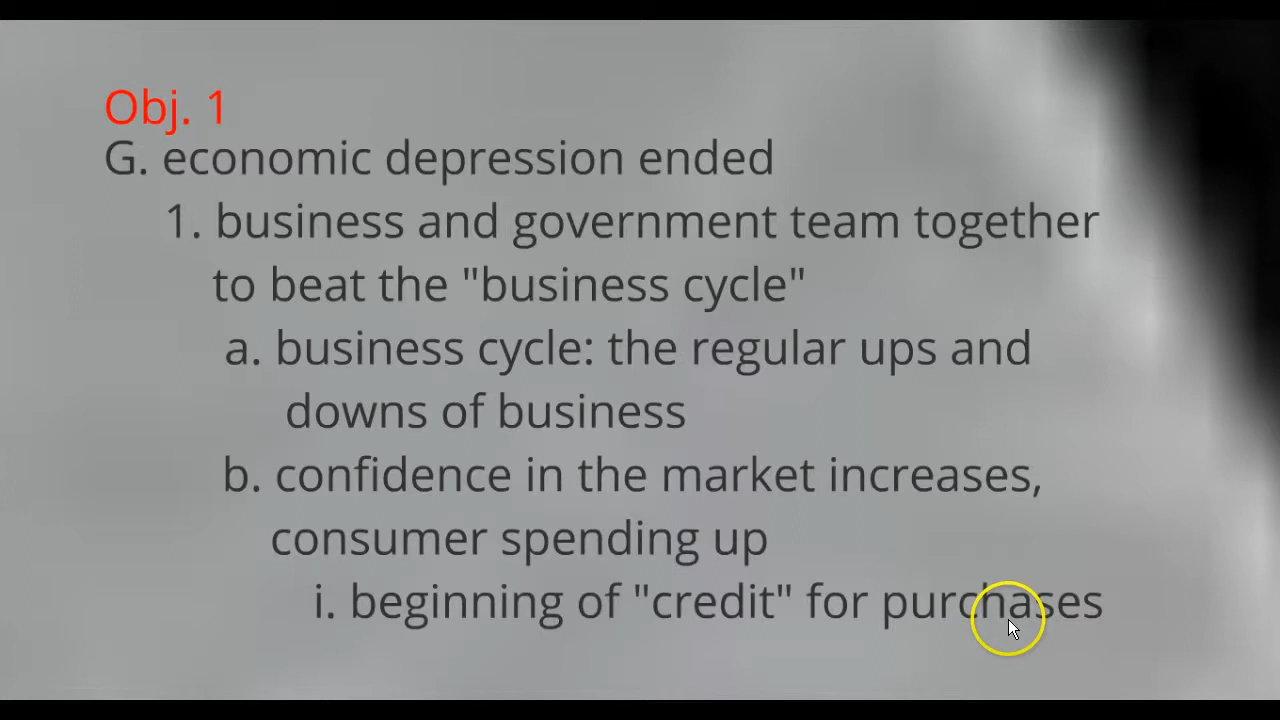 Obj. 1
G. economic depression ended
1. business and government team together
to beat the "business cycle"
a. business cycle: the regular ups and
downs of business
b. confidence in the market increases,
consumer spending up
i. beginning of "credit" for purchases